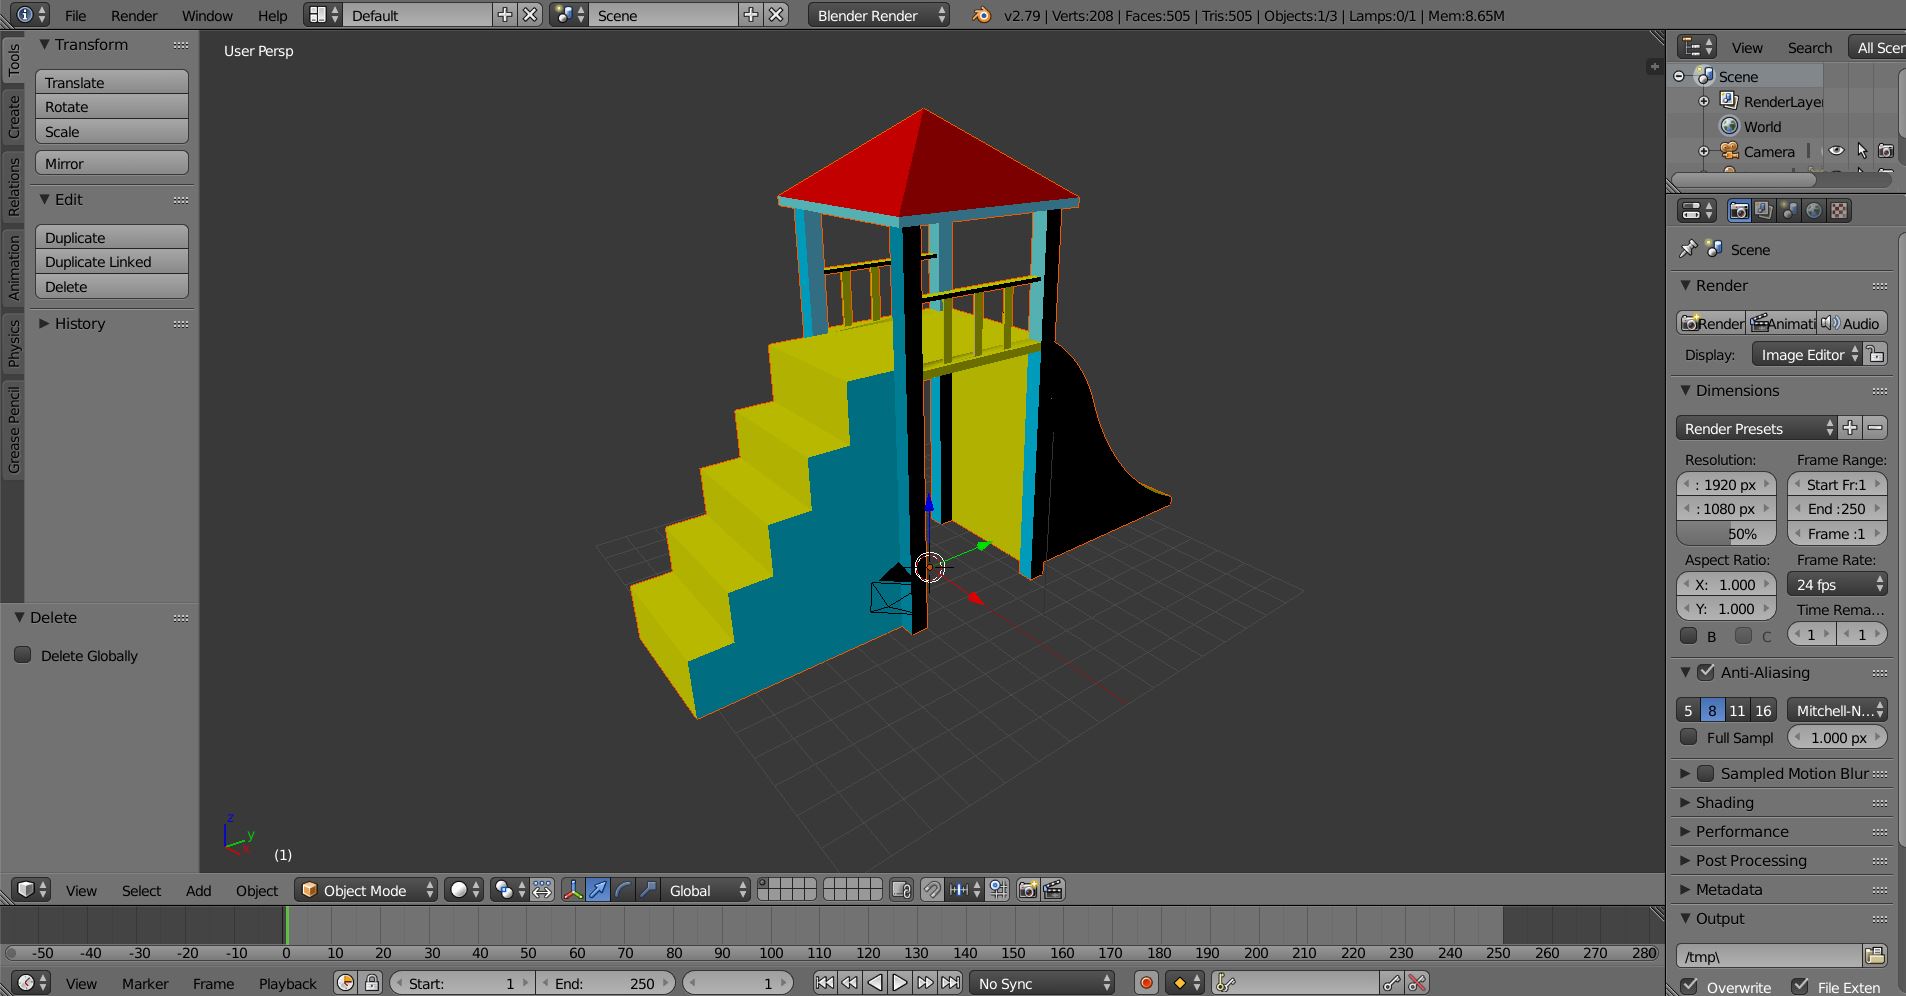 File Render Window Help Default Scene Blender Render v2.79 | Verts:208 | Faces:505 | Tris:505 | Objects:1/3 | Lamps:0/1 | Mem:8.65M
Tools
Create
Relations
Animation
Physics
Grease Pencil
Transform
Translate
Rotate
Scale
Mirror
Edit
Duplicate
Duplicate Linked
Delete
History
Delete
Delete Globally
User Persp
z
y
x
(1)
View Search All Scer
Scene
RenderLaye
World
Camera
Scene
Render
Render Animati Audio
Display: Image Editor
Dimensions
Render Presets
Resolution: Frame Range:
: 1920 px Start Fr:1
: 1080 px End :250
50% Frame :1
Aspect Ratio: Frame Rate:
X: 1.000 24 fps
Y: 1.000 Time Rema...
B C 1 1
Anti-Aliasing
5 8 11 16 Mitchell-N...
Full Sampl 1.000 px
Sampled Motion Blur
Shading
Performance
Post Processing
Metadata
Output
/tmp\
Overwrite File Exten
View Select Add Object Object Mode Global
-50 -40 -30 -20 -10 0 10 20 30 40 50 60 70 80 90 100 110 120 130 140 150 160 170 180 190 200 210 220 230 240 250 260 270 280
View Marker Frame Playback Start: 1 End: 250 1 No Sync